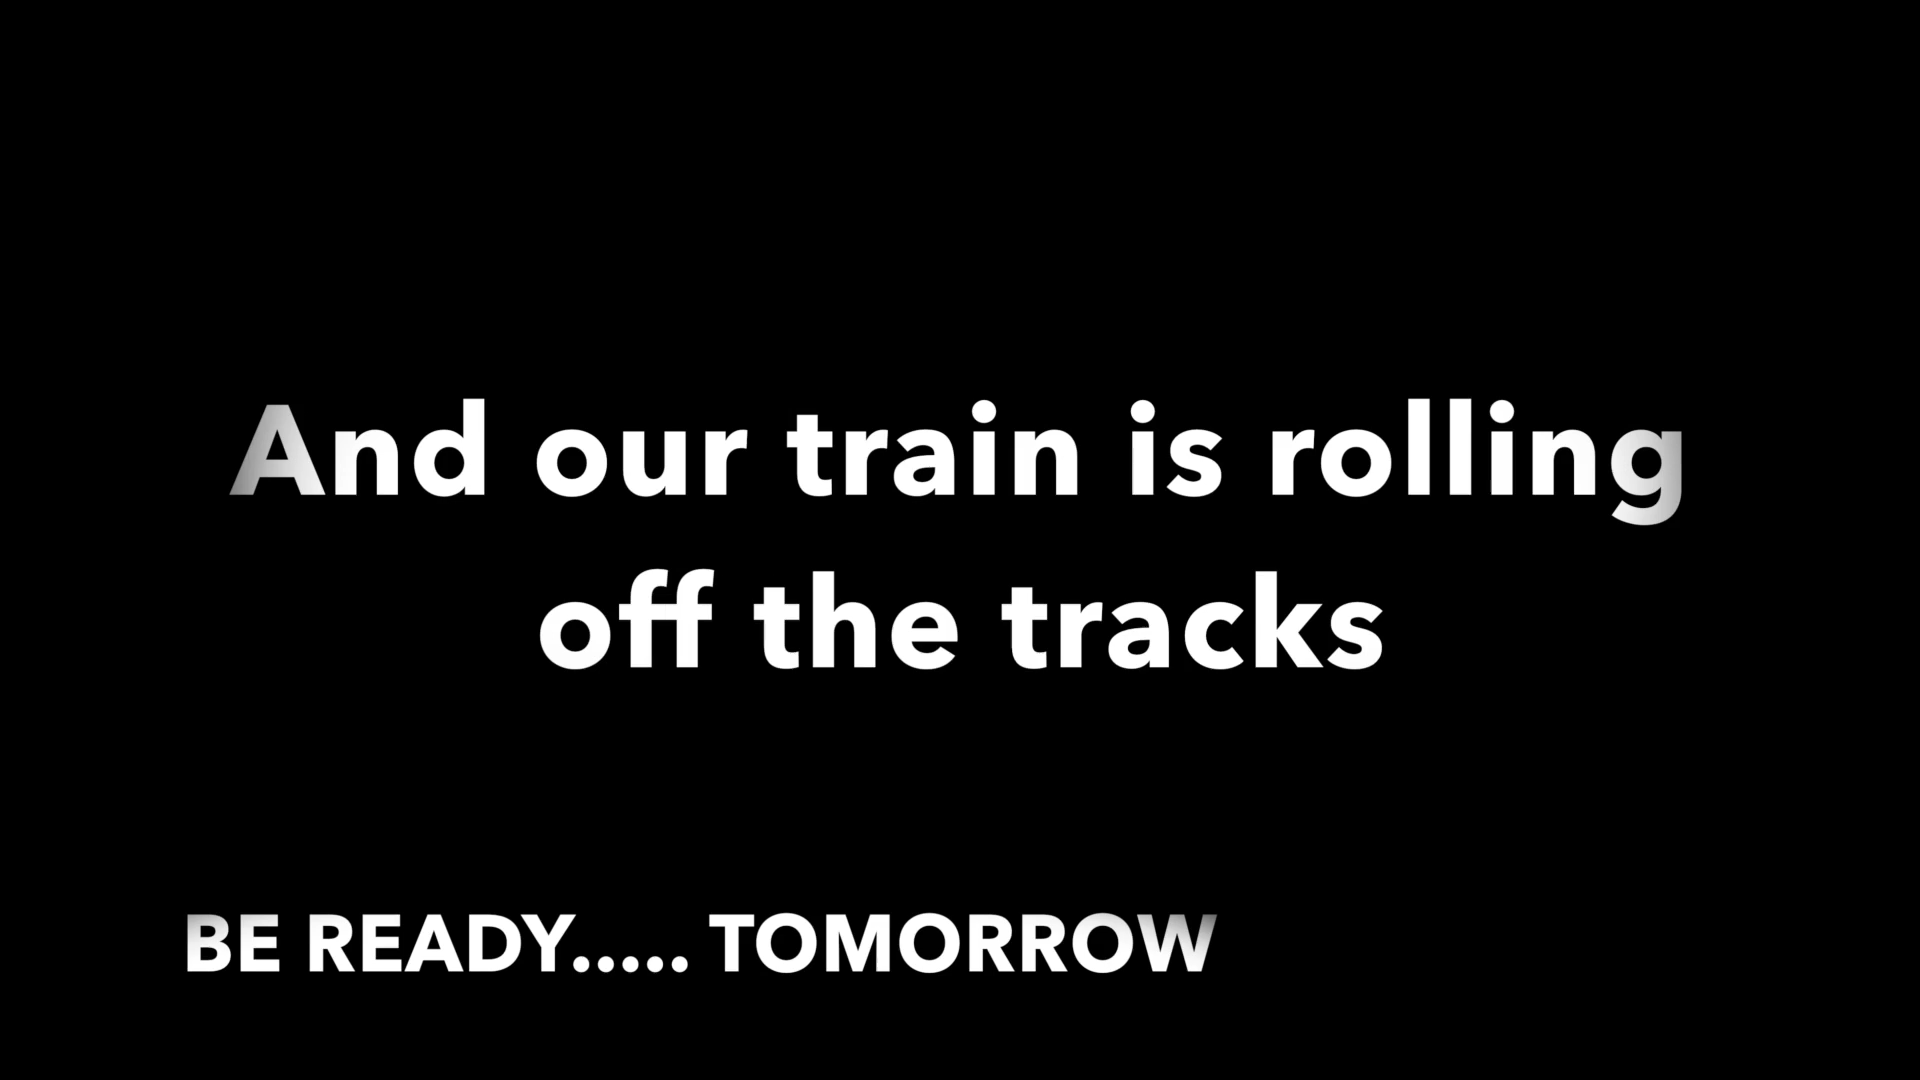 And our train is rolling
off the tracks
BE READY..... TOMORROW